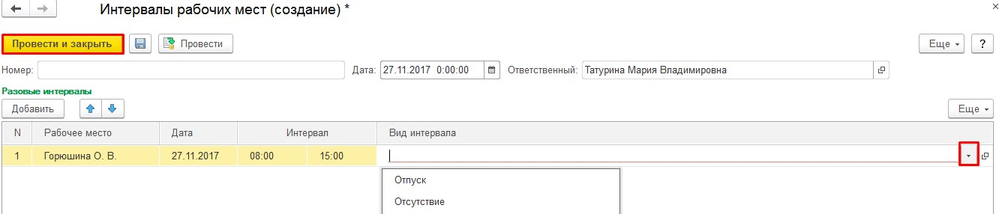 Интервалы рабочих мест (создание) *
Провести и закрыть Провести Еще ?
Номер: Дата: 27.11.2017 0:00:00 Ответственный: Татурина Мария Владимировна
Разовые интервалы
Добавить Еще
N Рабочее место Дата Интервал Вид интервала
1 Горюшина О. В. 27.11.2017 08:00 15:00
Отпуск
Отсутствие